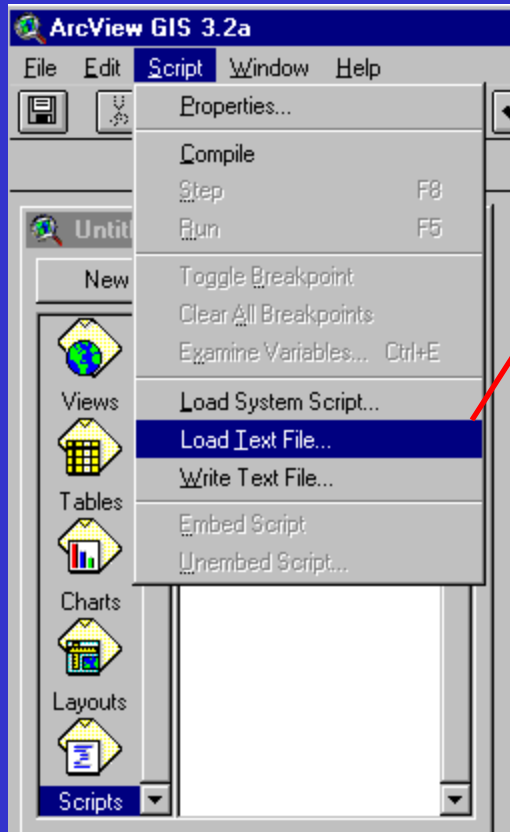 ArcView GIS 3.2a
File Edit Script Window Help
Properties...
Compile
Step F8
Run F5
Untitl
New
Toggle Breakpoint
Clear All Breakpoints
Examine Variables... Ctrl+E
Views
Load System Script...
Load Text File...
Write Text File...
Tables
Embed Script
Unembed Script...
Charts
Layouts
Scripts